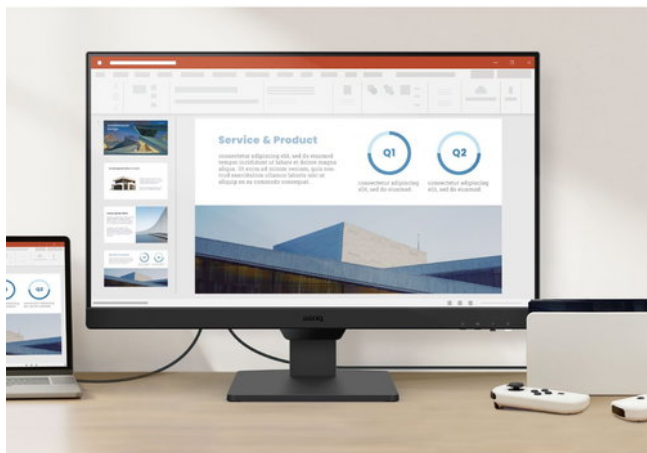 Service & Product
consectetur adipiscing elit, sed do eiusmod
tempor incididunt ut labore et dolore magna
aliqua. Ut enim ad minim veniam, quis nos-
trud exercitation ullamco laboris nisi ut
aliquip ex ea commodo consequat.
Q1
consectetur adipiscing
elit, sed do eiusmod
Q2
consectetur adipiscing
elit, sed do eiusmod
BenQ